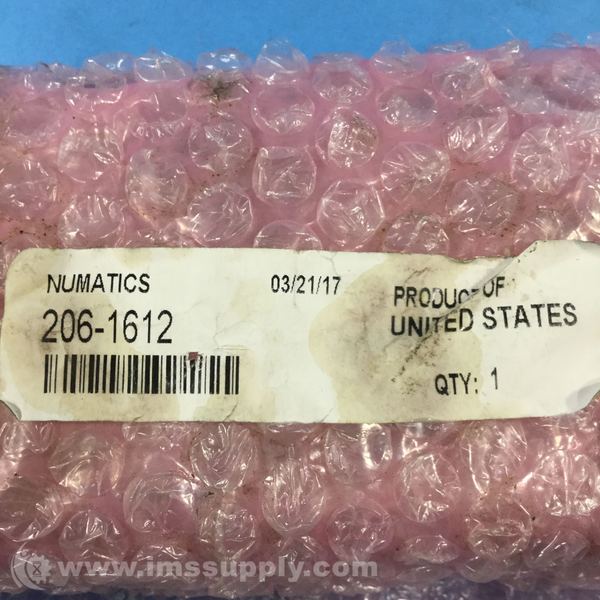 NUMATICS 03/21/17
206-1612
PRODUCT OF
UNITED STATES
QTY: 1
www.imssupply.com